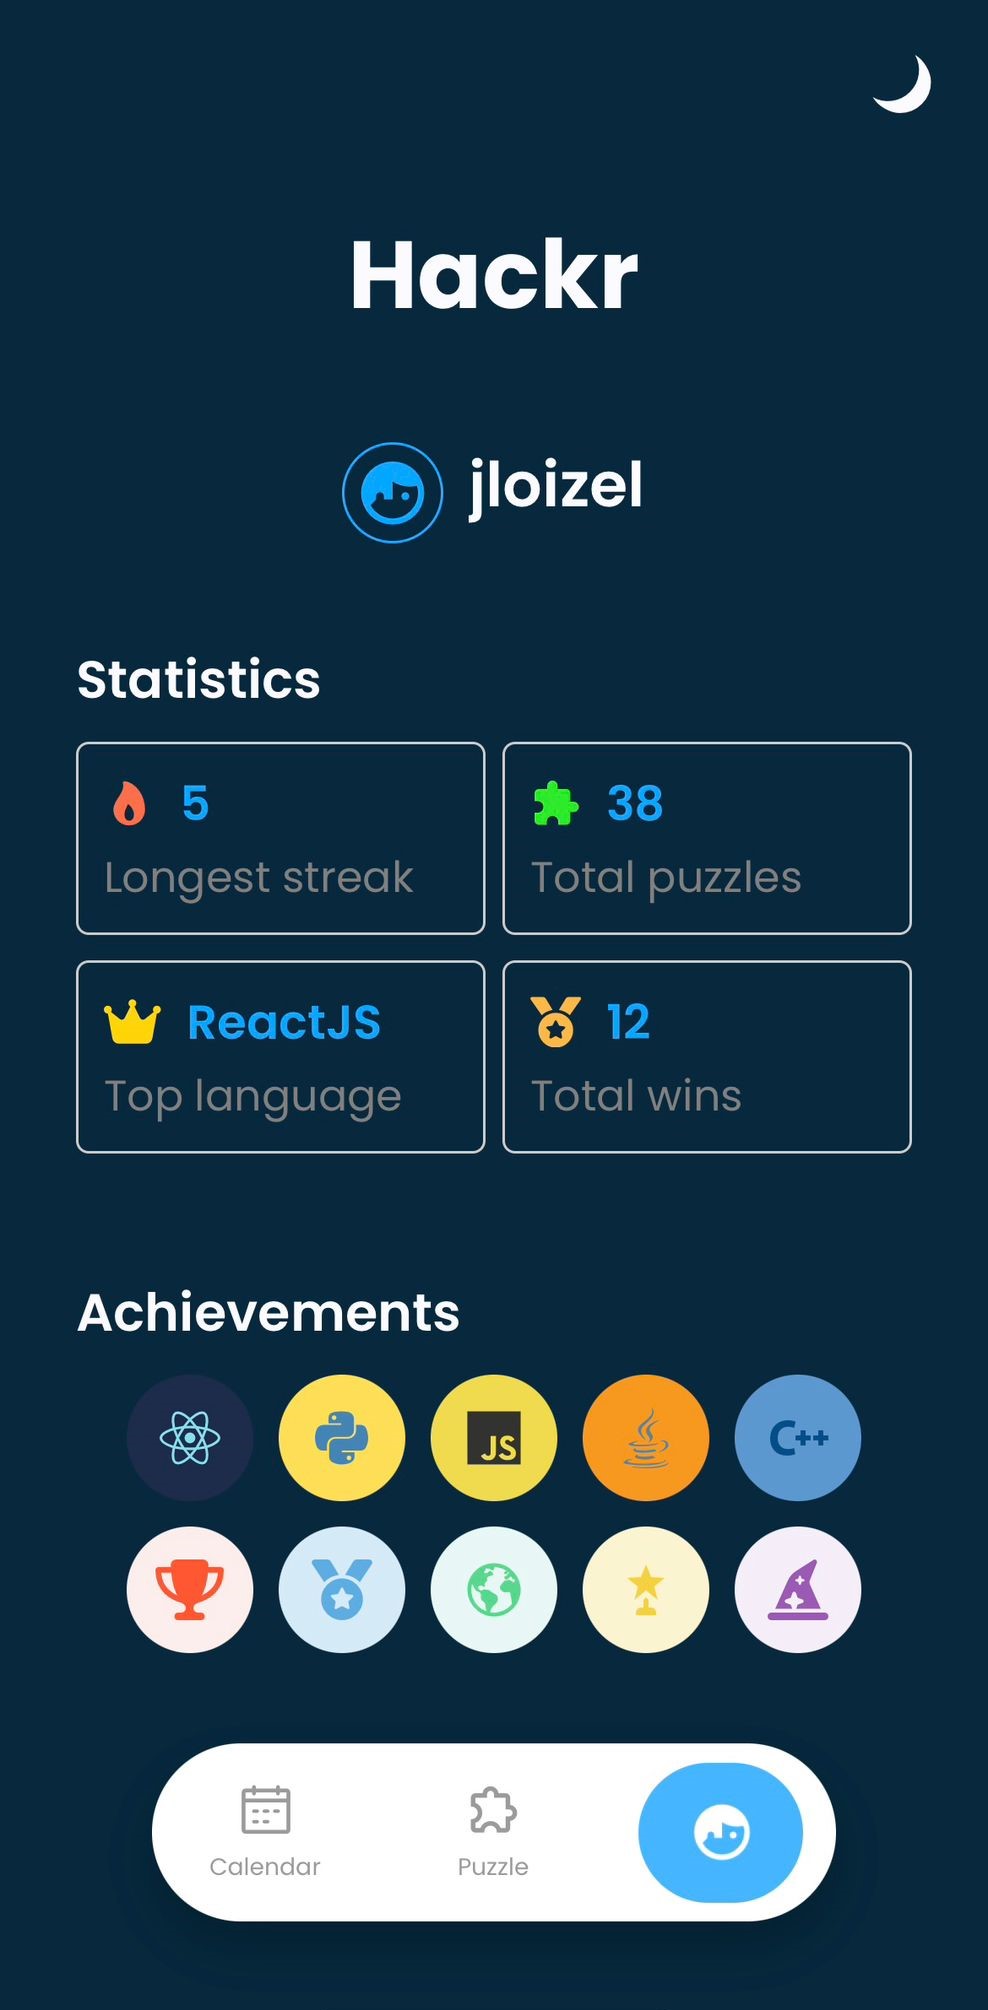 Hackr
jloizel
Statistics
5
Longest streak
38
Total puzzles
ReactJS
Top language
12
Total wins
Achievements
JS
C++
Calendar
Puzzle